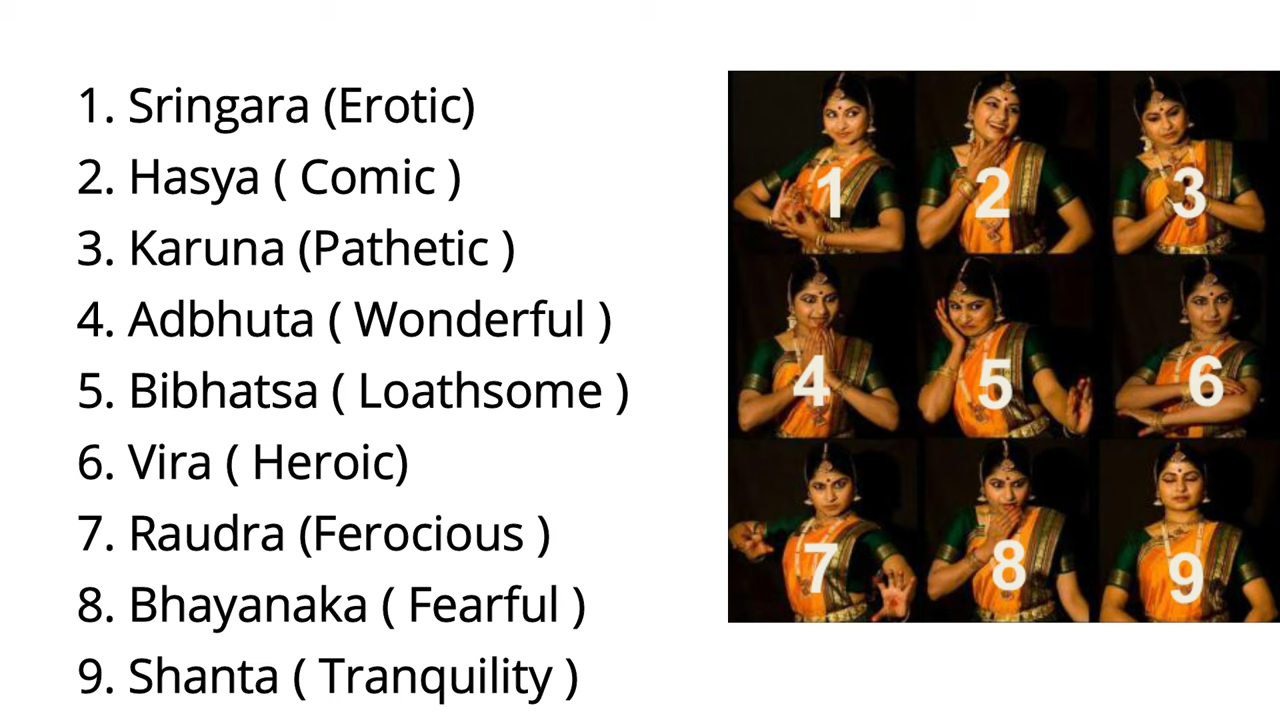 1. Sringara (Erotic)
2. Hasya ( Comic )
3. Karuna (Pathetic )
4. Adbhuta ( Wonderful )
5. Bibhatsa ( Loathsome )
6. Vira ( Heroic)
7. Raudra (Ferocious )
8. Bhayanaka ( Fearful )
9. Shanta ( Tranquility )
1 2 3
4 5 6
7 8 9